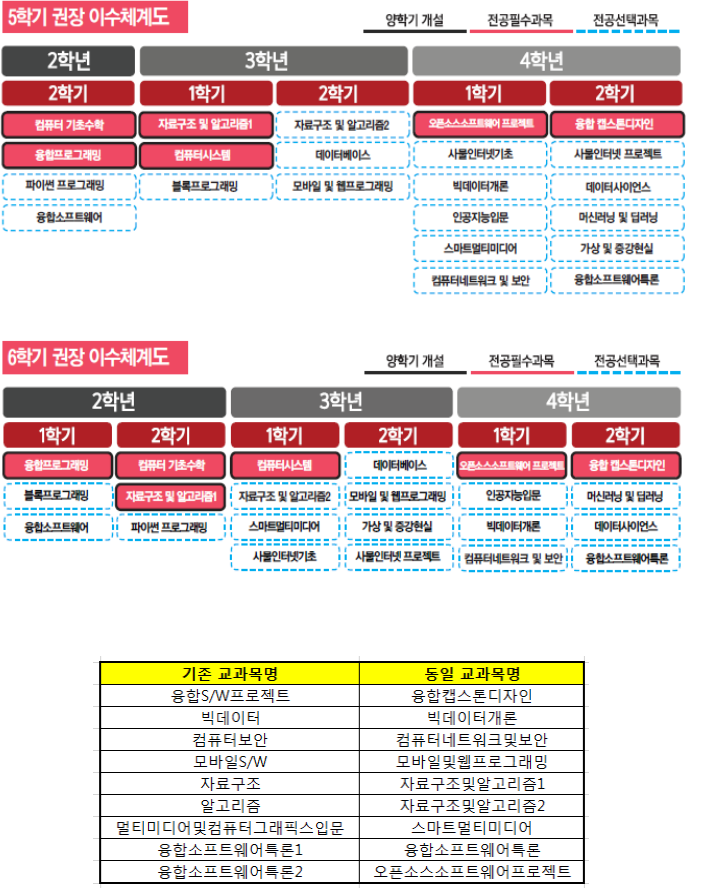 5학기 권장 이수체계도
양학기 개설 전공필수과목 전공선택과목
2학년 3학년 4학년
2학기 1학기 2학기 1학기 2학기
컴퓨터 기초수학 자료구조 및 알고리즘1 자료구조 및 알고리즘2 오픈소스소프트웨어 프로젝트 융합 캡스톤디자인
융합프로그래밍 컴퓨터시스템 데이터베이스 사물인터넷기초 사물인터넷 프로젝트
파이썬 프로그래밍 블록프로그래밍 모바일 및 웹프로그래밍 빅데이터개론 데이터사이언스
융합소프트웨어 인공지능입문 머신러닝 및 딥러닝
스마트멀티미디어 가상 및 증강현실
컴퓨터네트워크 및 보안 융합소프트웨어특론
6학기 권장 이수체계도
양학기 개설 전공필수과목 전공선택과목
2학년 3학년 4학년
1학기 2학기 1학기 2학기 1학기 2학기
융합프로그래밍 컴퓨터 기초수학 컴퓨터시스템 데이터베이스 오픈소스소프트웨어 프로젝트 융합 캡스톤디자인
블록프로그래밍 자료구조 및 알고리즘1 자료구조 및 알고리즘2 모바일 및 웹프로그래밍 인공지능입문 머신러닝 및 딥러닝
융합소프트웨어 파이썬 프로그래밍 스마트멀티미디어 가상 및 증강현실 빅데이터개론 데이터사이언스
사물인터넷기초 사물인터넷 프로젝트 컴퓨터네트워크 및 보안 융합소프트웨어특론
기존 교과목명 동일 교과목명
융합S/W프로젝트 융합캡스톤디자인
빅데이터 빅데이터개론
컴퓨터보안 컴퓨터네트워크및보안
모바일S/W 모바일및웹프로그래밍
자료구조 자료구조및알고리즘1
알고리즘 자료구조및알고리즘2
멀티미디어및컴퓨터그래픽스입문 스마트멀티미디어
융합소프트웨어특론1 융합소프트웨어특론
융합소프트웨어특론2 오픈소스소프트웨어프로젝트